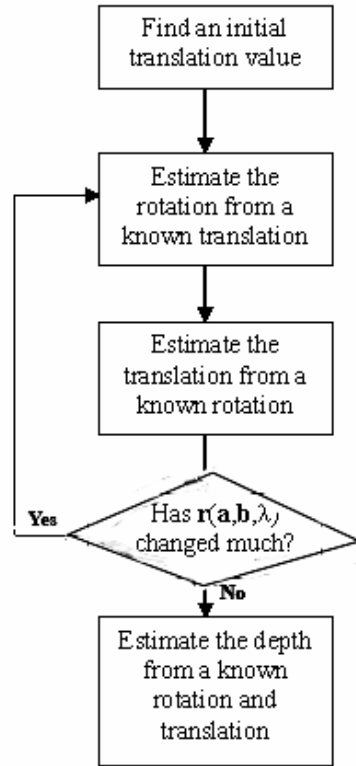 Find an initial
translation value
Estimate the
rotation from a
known translation
Estimate the
translation from a
known rotation
Has r(a,b,λ)
changed much?
Yes
No
Estimate the depth
from a known
rotation and
translation